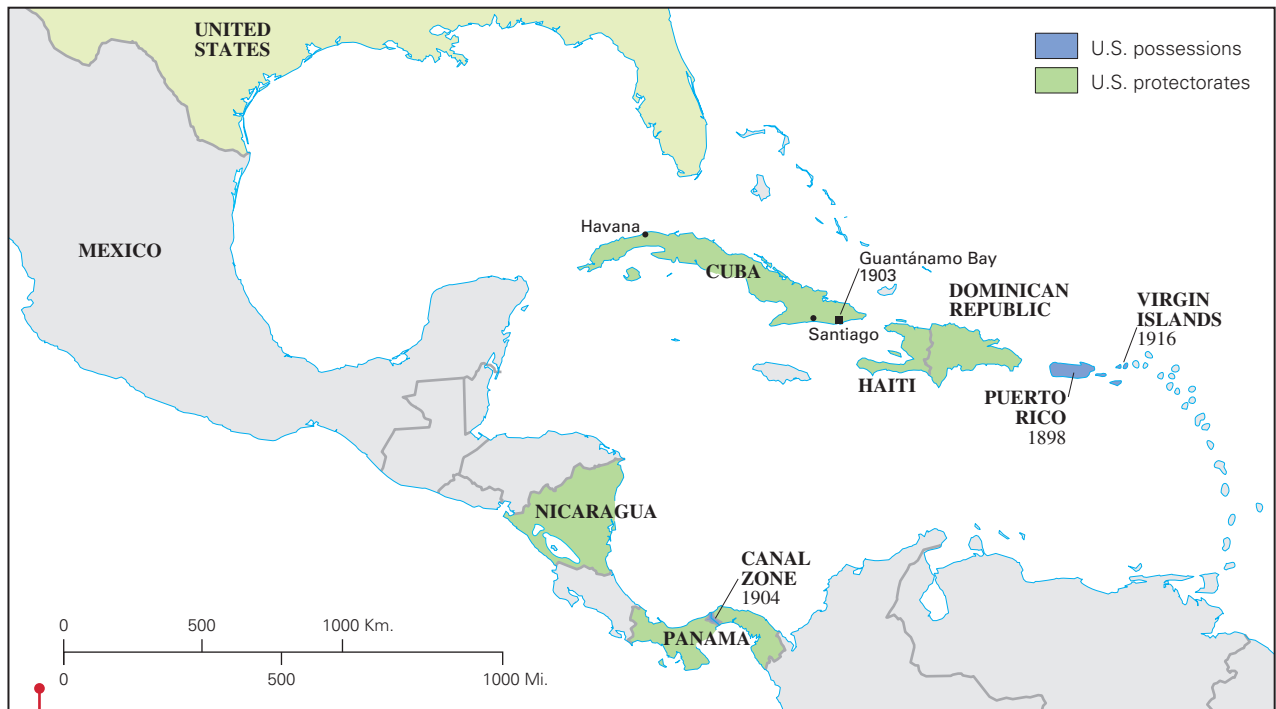 UNITED
STATES
U.S. possessions
U.S. protectorates
MEXICO
Havana
CUBA
Guantánamo Bay
1903
Santiago
DOMINICAN
REPUBLIC
HAITI
VIRGIN
ISLANDS
1916
PUERTO
RICO
1898
NICARAGUA
CANAL
ZONE
1904
PANAMA
0 500 1000 Km.
0 500 1000 Mi.